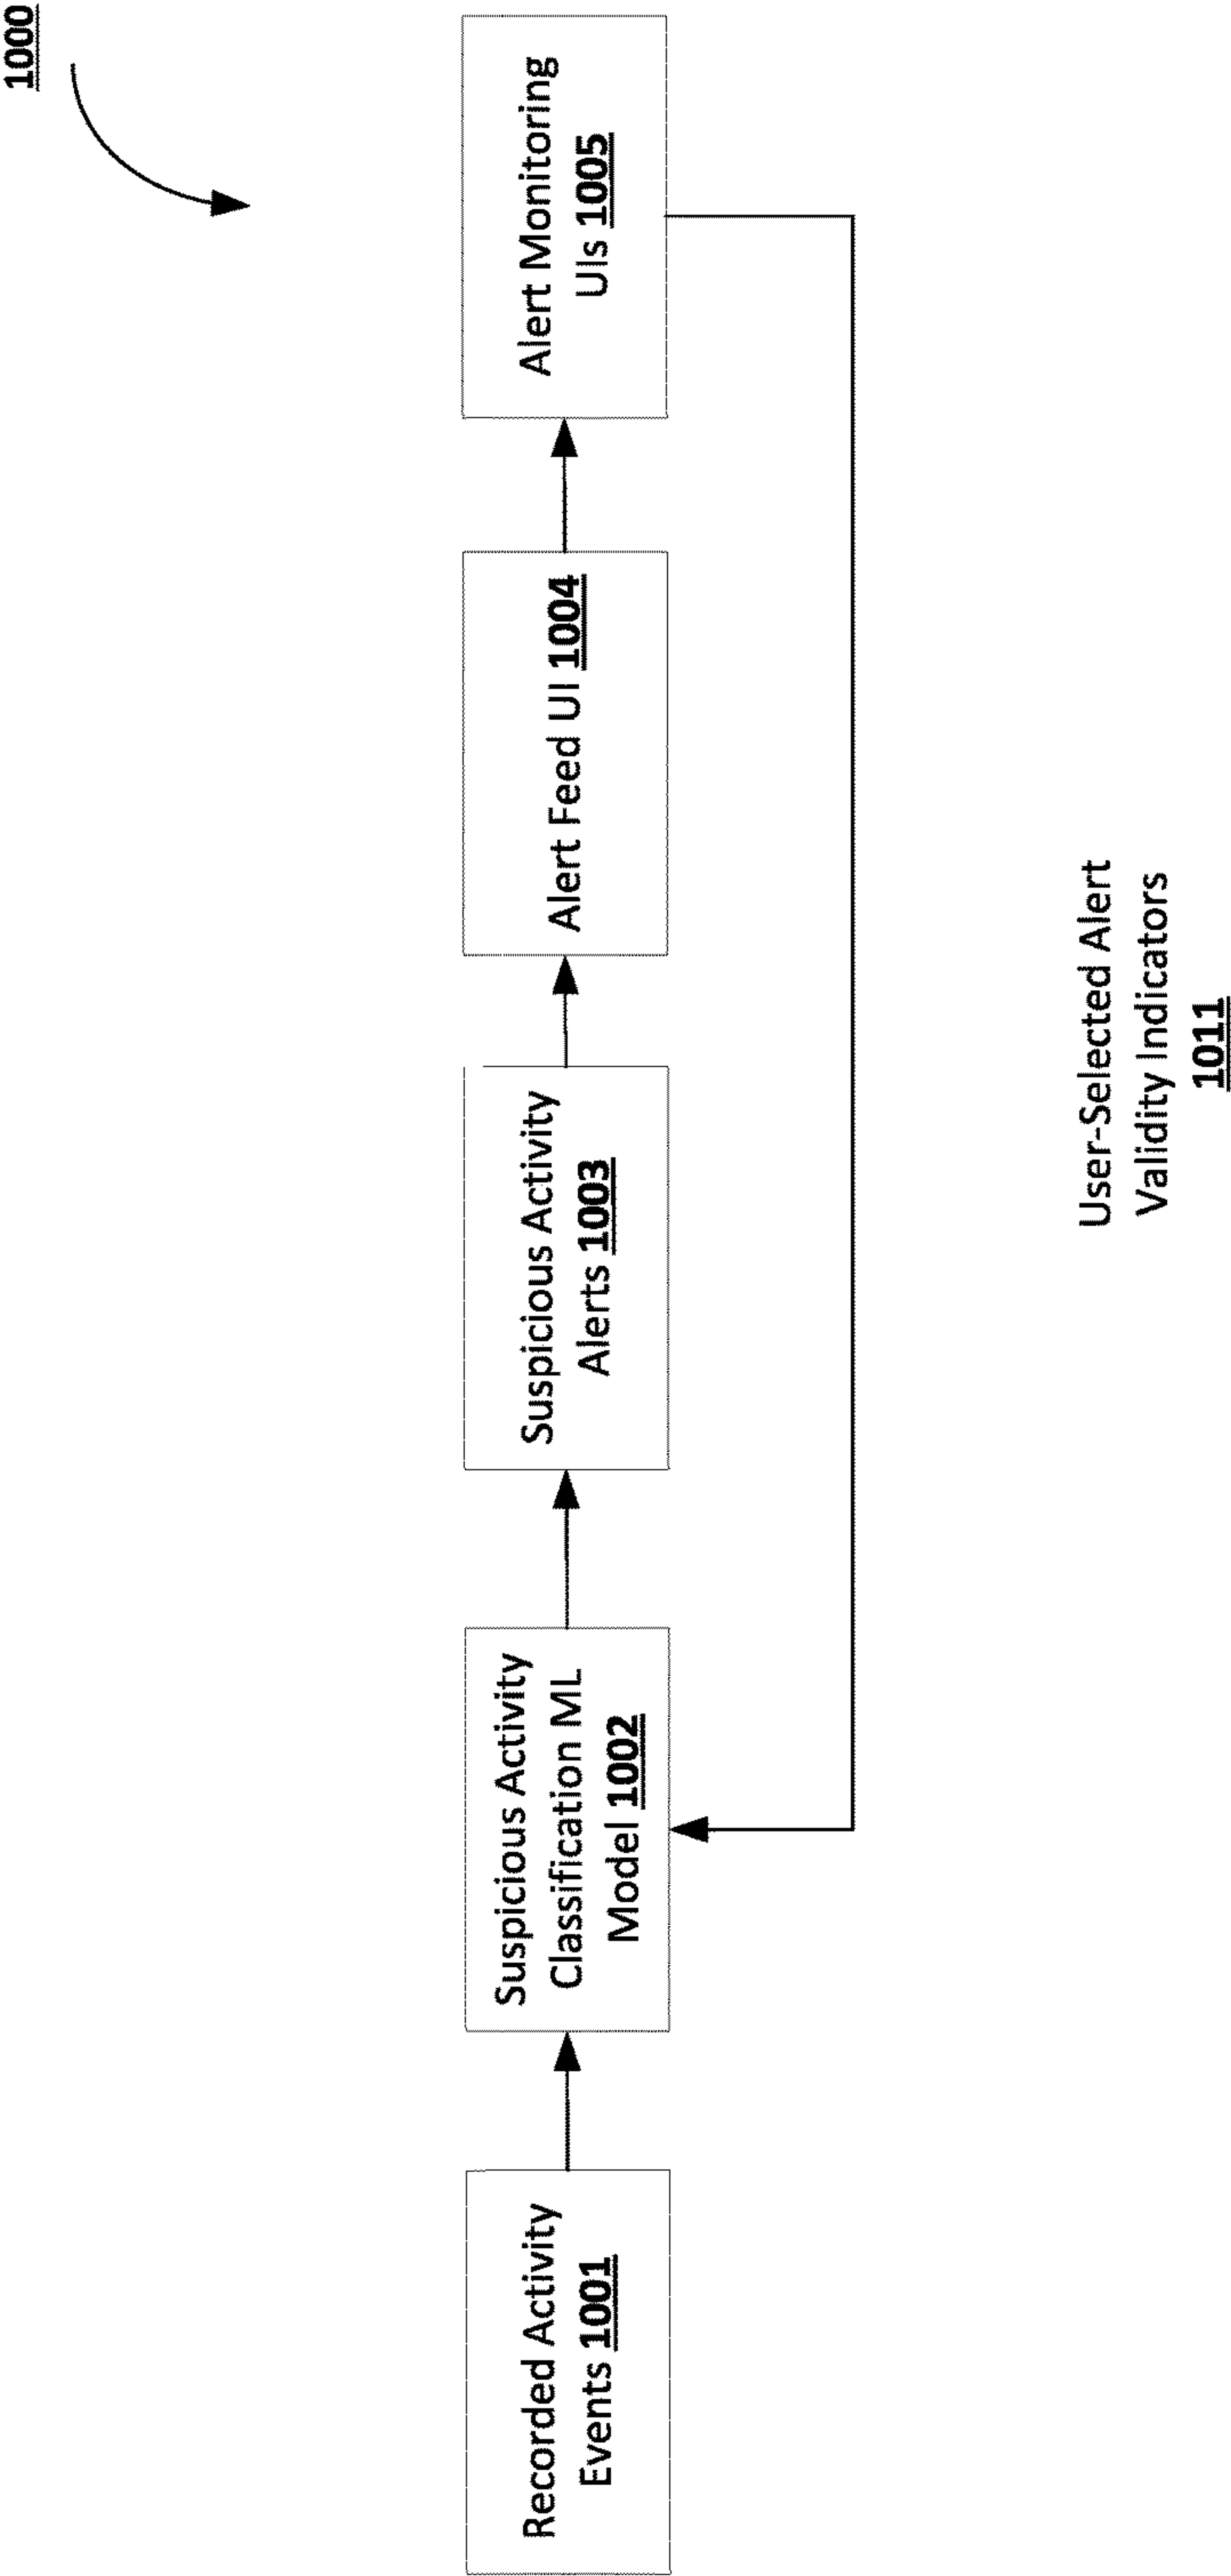 1000
Recorded Activity
Events 1001
Suspicious Activity
Classification ML
Model 1002
Suspicious Activity
Alerts 1003
Alert Feed UI 1004
Alert Monitoring
UIs 1005
User-Selected Alert
Validity Indicators
1011